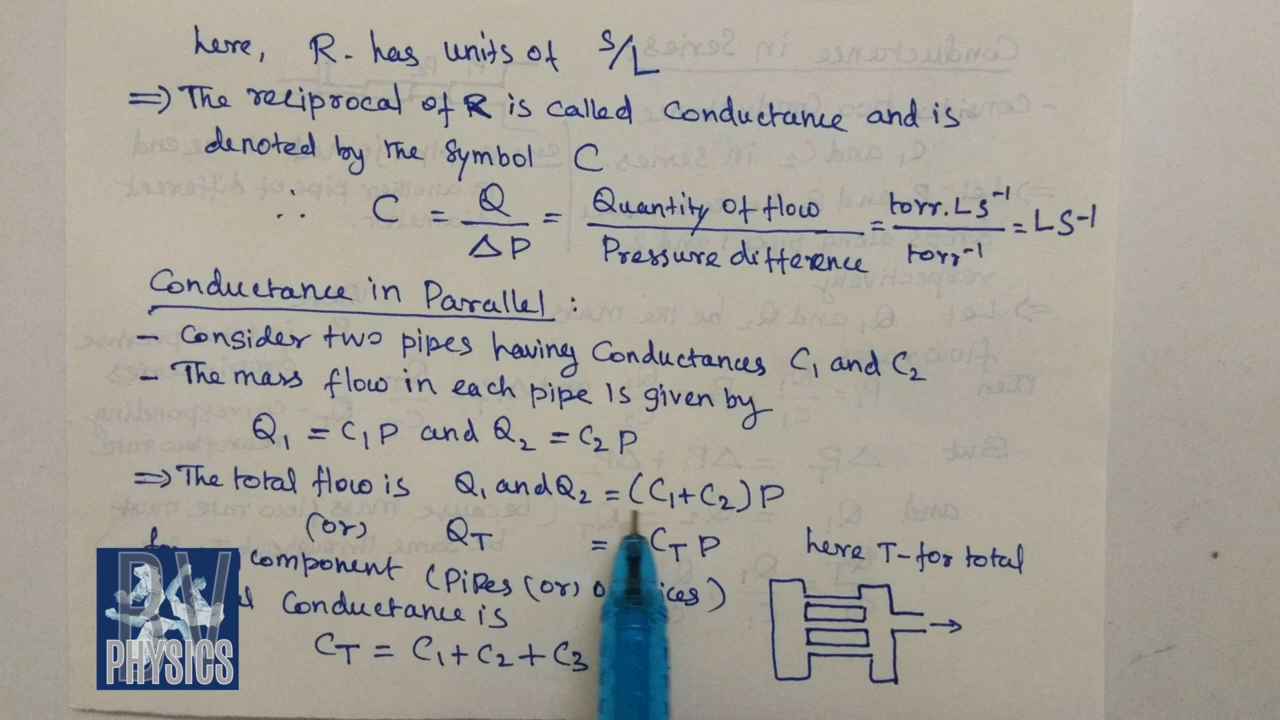 here, R- has units of S/L
⇒ The reciprocal of R is called Conductance and is
denoted by the symbol C
∴ C = Q/ΔP = Quantity of flow/Pressure difference = torr.LS⁻¹/torr⁻¹ = LS⁻¹
Conductance in Parallel:
- Consider two pipes having Conductances C₁ and C₂
- The mass flow in each pipe is given by
Q₁ = C₁P and Q₂ = C₂P
⇒ The total flow is Q₁ and Q₂ = (C₁+C₂)P
(or) Q_T = C_T P here T-for total
component (Pipes (or)
Conductance is
C_T = C₁+C₂+C₃
RV
PHYSICS